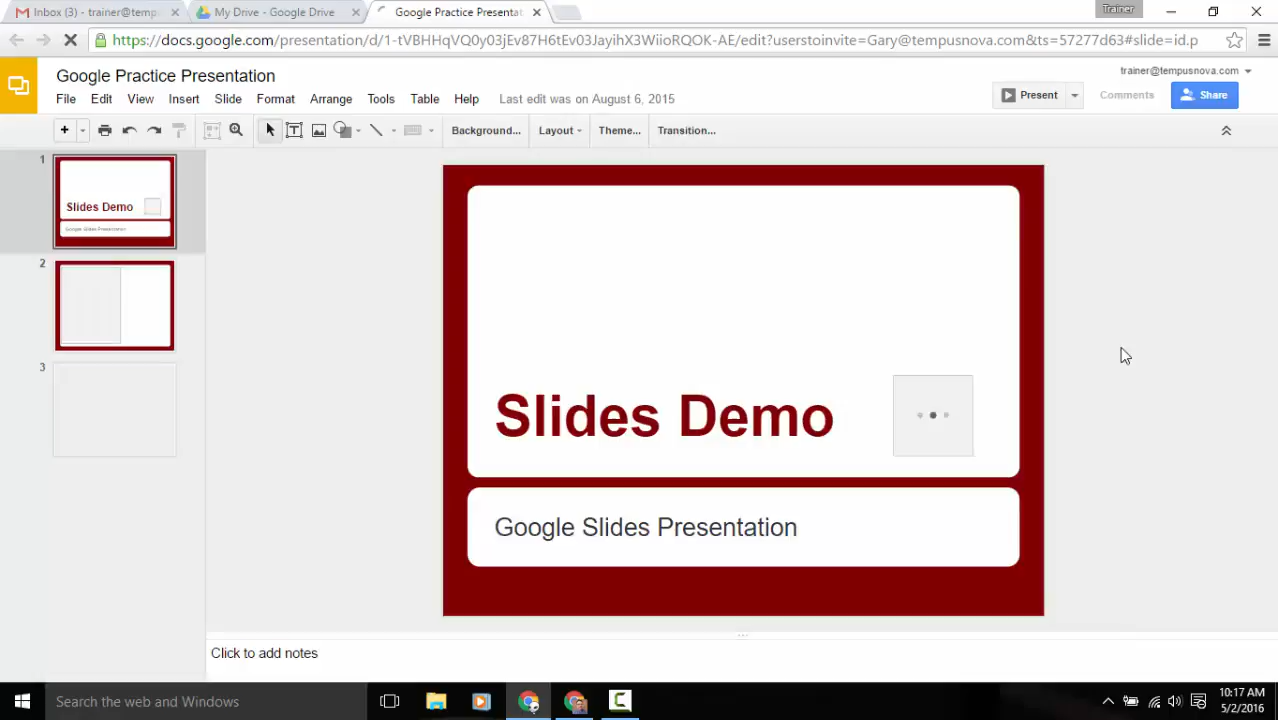 Inbox (3) - trainer@temp
My Drive - Google Drive
Google Practice Presentat
Trainer
https://docs.google.com/presentation/d/1-tVBHHqVQ0y03jEv87H6tEv03JayihX3WiioRQOK-AE/edit?userstoinvite=Gary@tempusnova.com&ts=57277d63#slide=id.p
Google Practice Presentation
trainer@tempusnova.com
File Edit View Insert Slide Format Arrange Tools Table Help Last edit was on August 6, 2015
Present Comments Share
Background... Layout Theme... Transition...
1
Slides Demo
Google Slides Presentation
2
3
Slides Demo
Google Slides Presentation
Click to add notes
Search the web and Windows
10:17 AM
5/2/2016